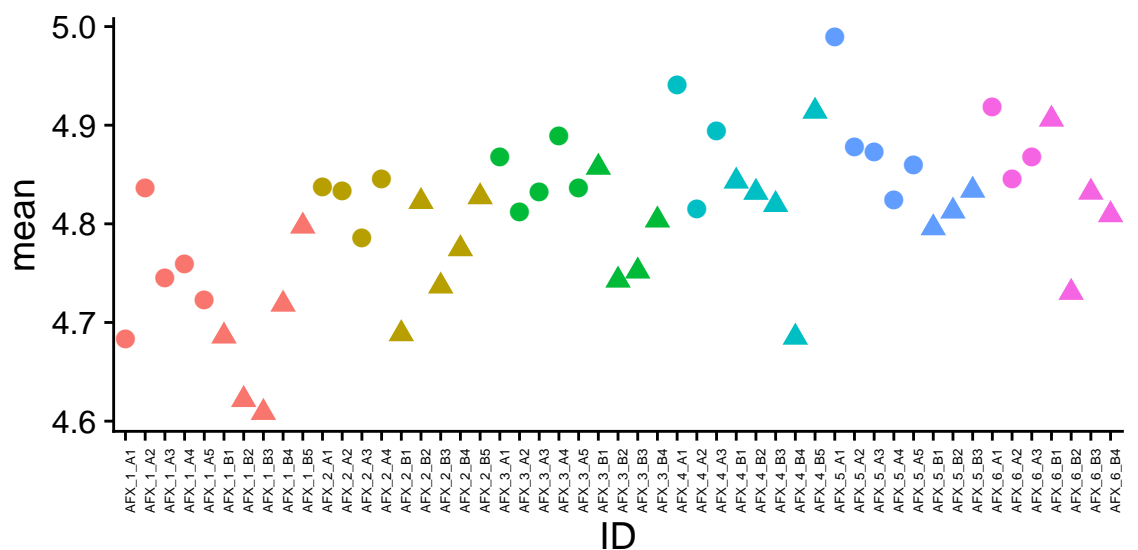 5.0
4.9
4.8
4.7
4.6
mean
AFX_1_A1
AFX_1_A2
AFX_1_A3
AFX_1_A4
AFX_1_A5
AFX_1_B1
AFX_1_B2
AFX_1_B3
AFX_1_B4
AFX_1_B5
AFX_2_A1
AFX_2_A2
AFX_2_A3
AFX_2_A4
AFX_2_B1
AFX_2_B2
AFX_2_B3
AFX_2_B4
AFX_2_B5
AFX_3_A1
AFX_3_A2
AFX_3_A3
AFX_3_A4
AFX_3_A5
AFX_3_B1
AFX_3_B2
AFX_3_B3
AFX_3_B4
AFX_4_A1
AFX_4_A2
AFX_4_A3
AFX_4_B1
AFX_4_B2
AFX_4_B3
AFX_4_B4
AFX_4_B5
AFX_5_A1
AFX_5_A2
AFX_5_A3
AFX_5_A4
AFX_5_A5
AFX_5_B1
AFX_5_B2
AFX_5_B3
AFX_6_A1
AFX_6_A2
AFX_6_A3
AFX_6_B1
AFX_6_B2
AFX_6_B3
AFX_6_B4
ID